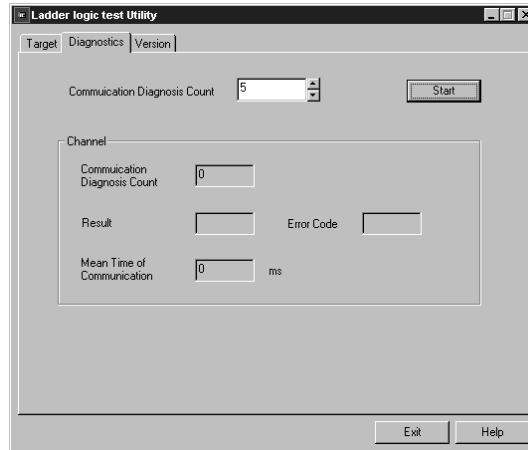 Ladder logic test Utility
Target Diagnostics Version
Commuication Diagnosis Count 5 Start
Channel
Commuication
Diagnosis Count 0
Result Error Code
Mean Time of
Communication 0 ms
Exit Help